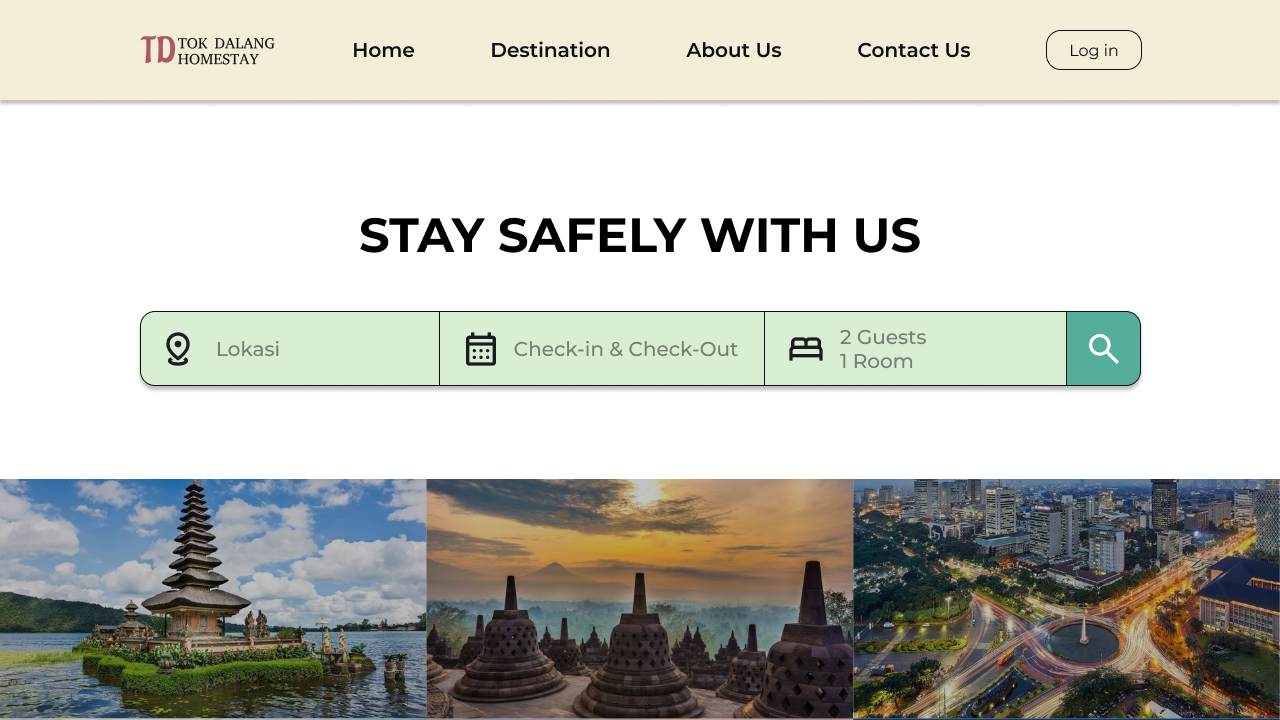 TD TOK DALANG
HOMESTAY
Home
Destination
About Us
Contact Us
Log in
STAY SAFELY WITH US
Lokasi
Check-in & Check-Out
2 Guests
1 Room